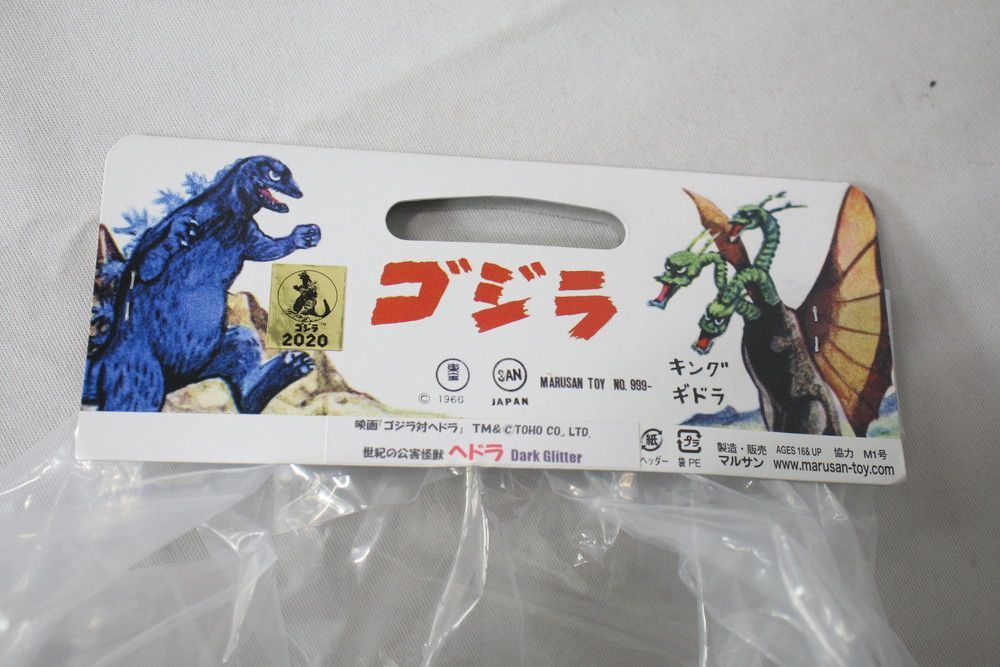 ゴジラ
ゴジラ
2020
キング
ギドラ
東宝
© 1966
SAN
JAPAN
MARUSAN TOY NO. 999-
映画「ゴジラ対ヘドラ」 TM&©TOHO CO., LTD.
世紀の公害怪獣 ヘドラ Dark Glitter
紙
ヘッダー
プラ
袋 PE
製造・販売
マルサン
AGES 16& UP 協力 M1号
www.marusan-toy.com